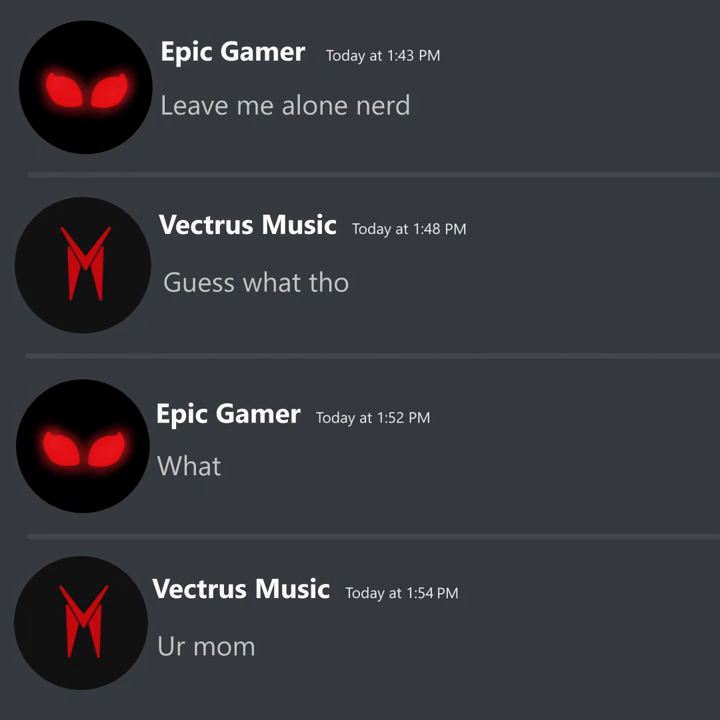 Epic Gamer Today at 1:43 PM
Leave me alone nerd
Vectrus Music Today at 1:48 PM
Guess what tho
Epic Gamer Today at 1:52 PM
What
Vectrus Music Today at 1:54 PM
Ur mom